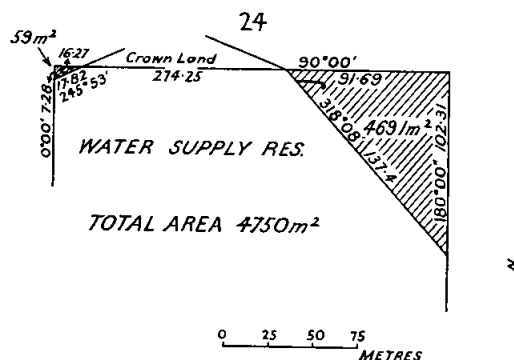 24
59m²
16·27
Crown Land
90°00'
17·82
274·25
91·69
245°53'
0°00' 7·28
318°08'
137·4
4691m²
180°00" 102·31
WATER SUPPLY RES.
TOTAL AREA 4750m²
N
0 25 50 75
METRES